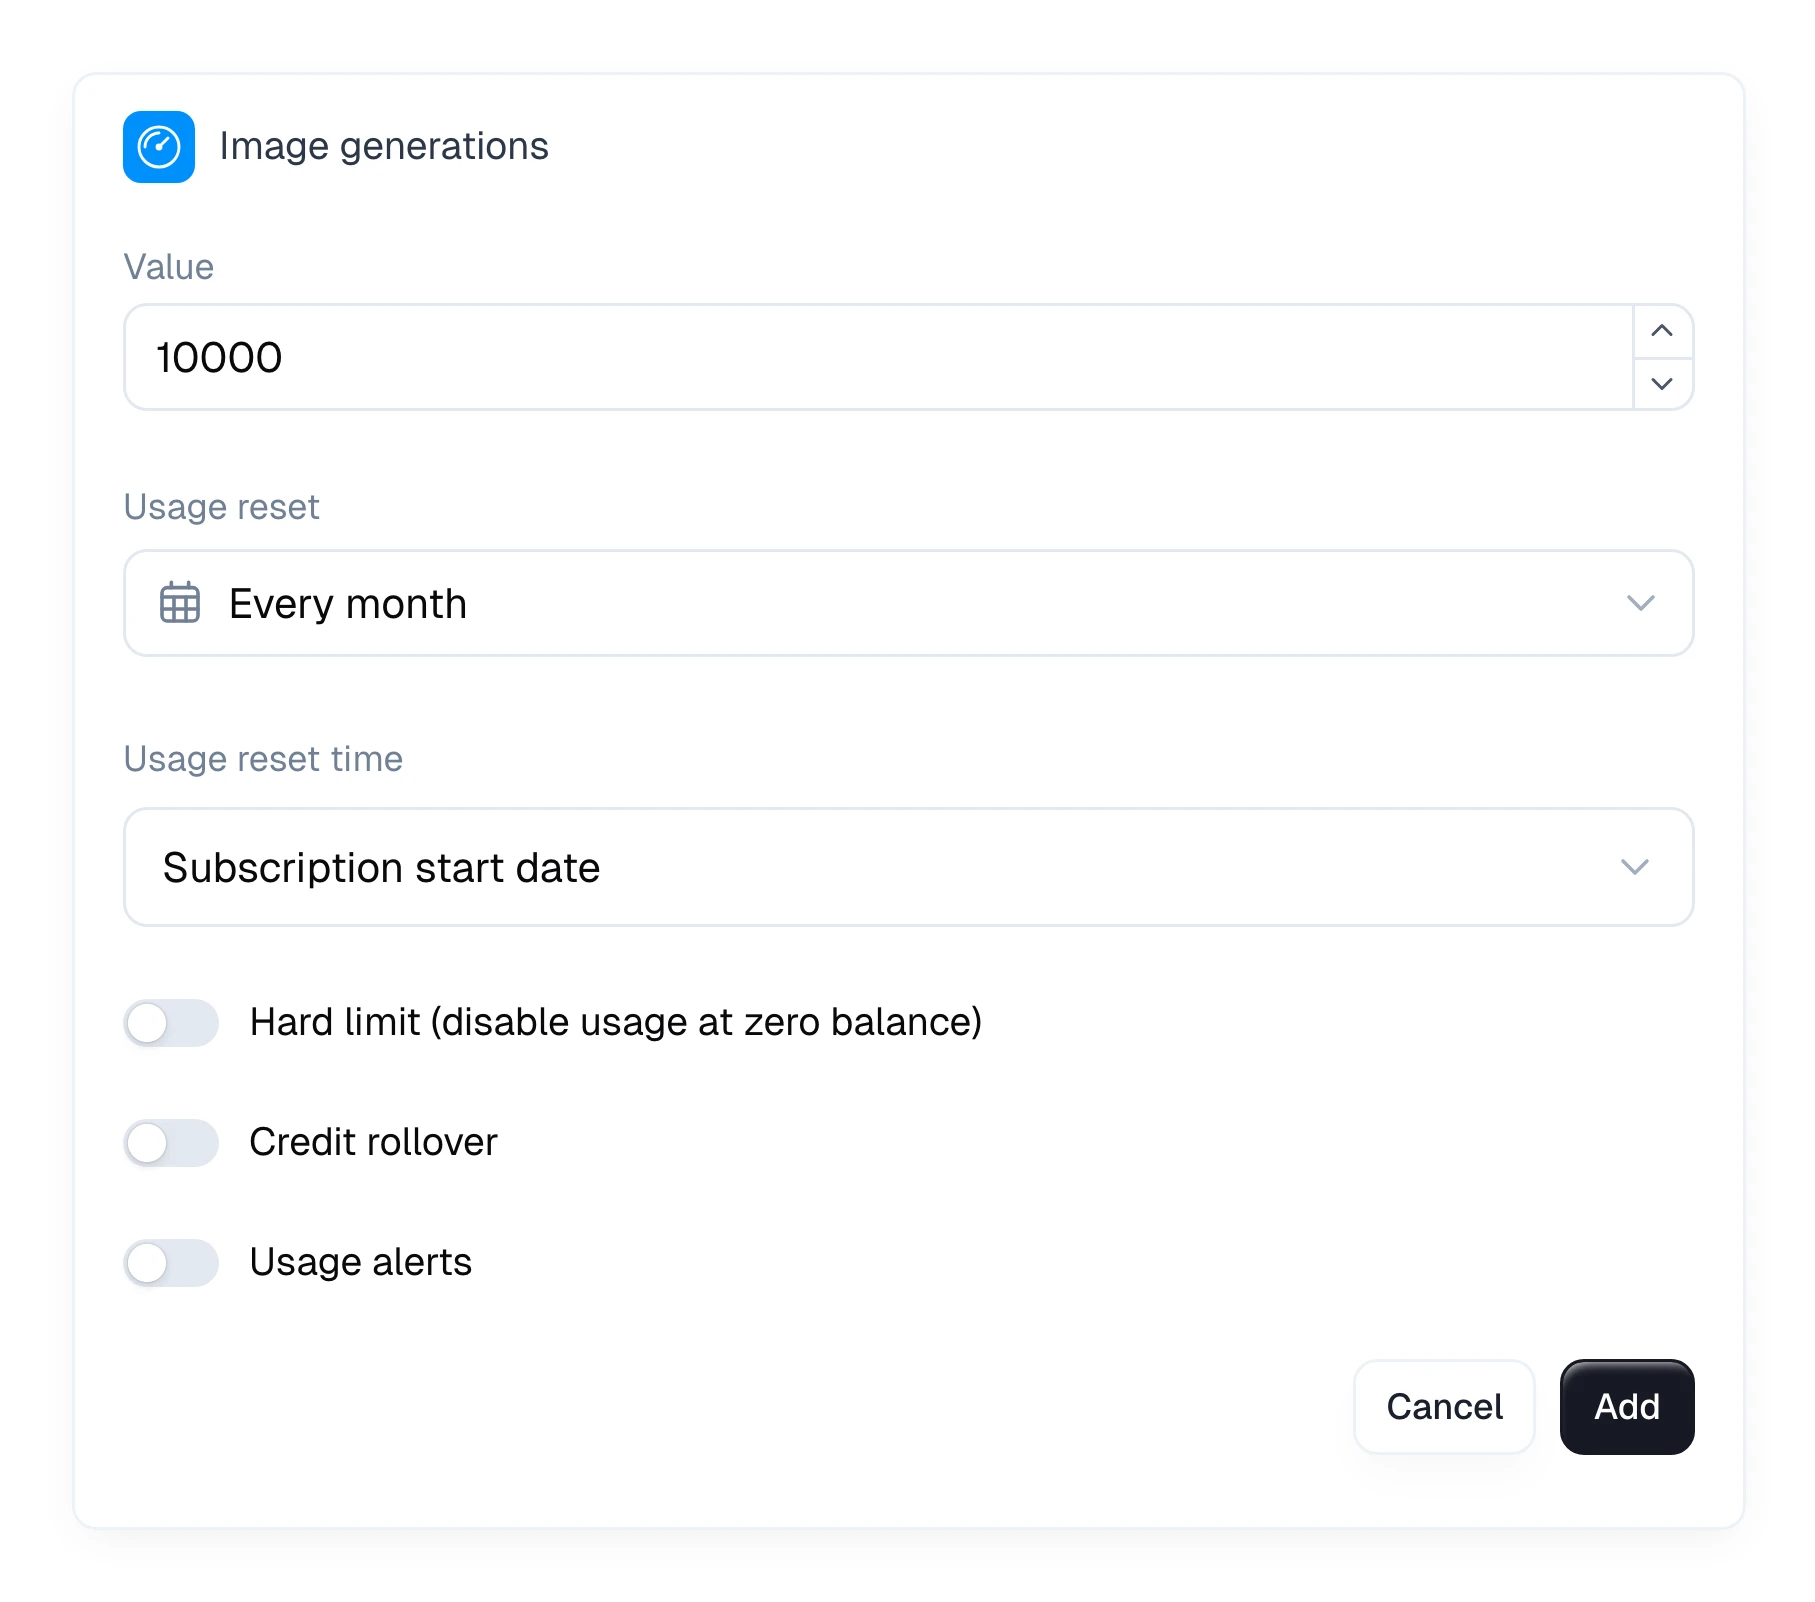 Image generations
Value
10000
Usage reset
Every month
Usage reset time
Subscription start date
Hard limit (disable usage at zero balance)
Credit rollover
Usage alerts
Cancel Add